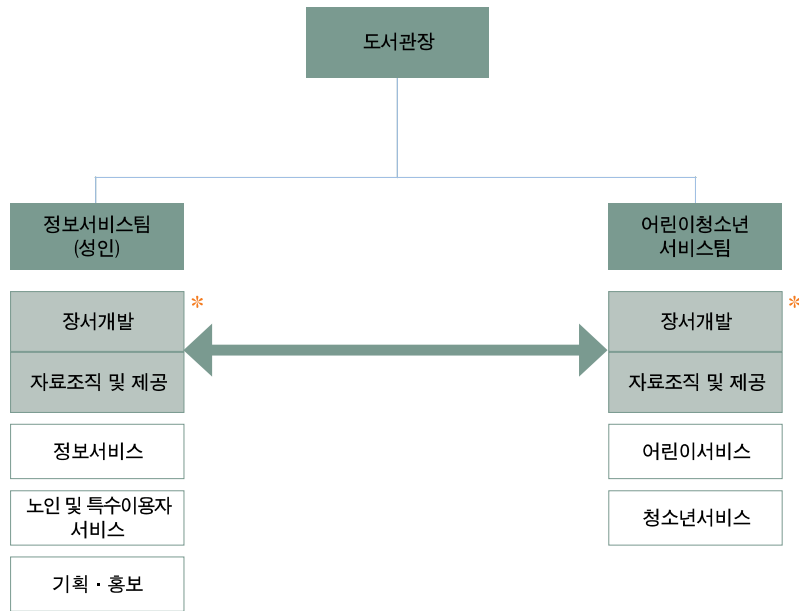 도서관장
정보서비스팀
(성인)
장서개발
*
자료조직 및 제공
정보서비스
노인 및 특수이용자
서비스
기획 · 홍보
어린이청소년
서비스팀
장서개발
*
자료조직 및 제공
어린이서비스
청소년서비스